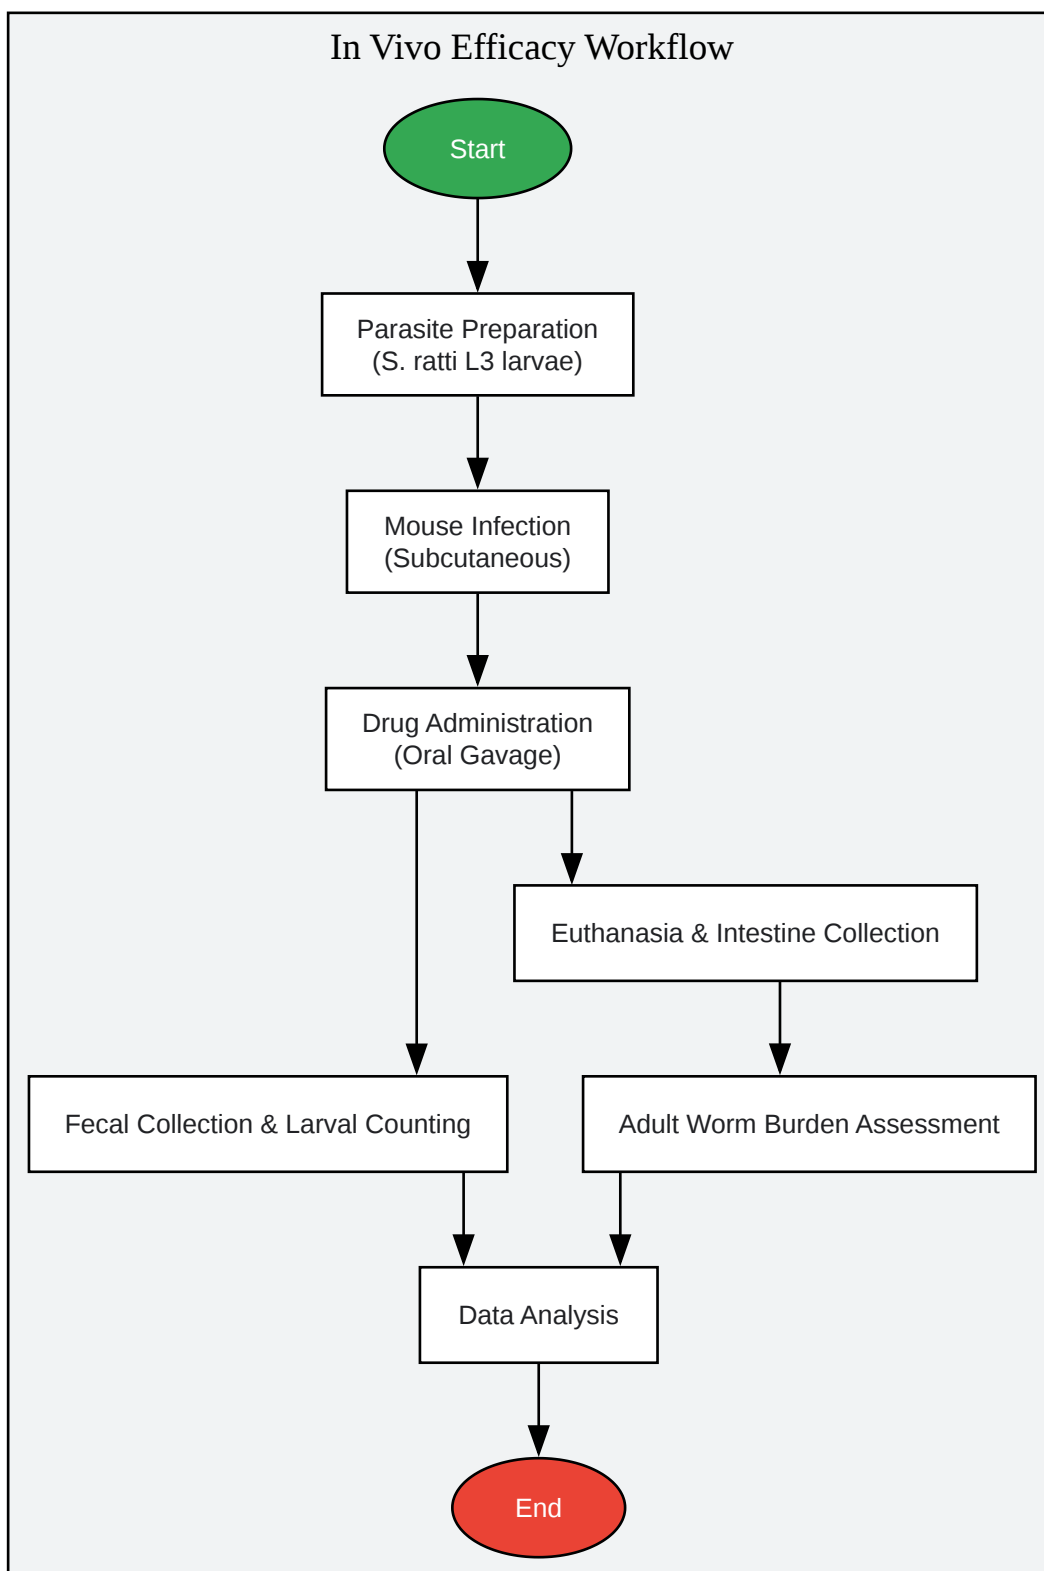 In Vivo Efficacy Workflow
Start
Parasite Preparation
(S. ratti L3 larvae)
Mouse Infection
(Subcutaneous)
Drug Administration
(Oral Gavage)
Euthanasia & Intestine Collection
Fecal Collection & Larval Counting
Adult Worm Burden Assessment
Data Analysis
End